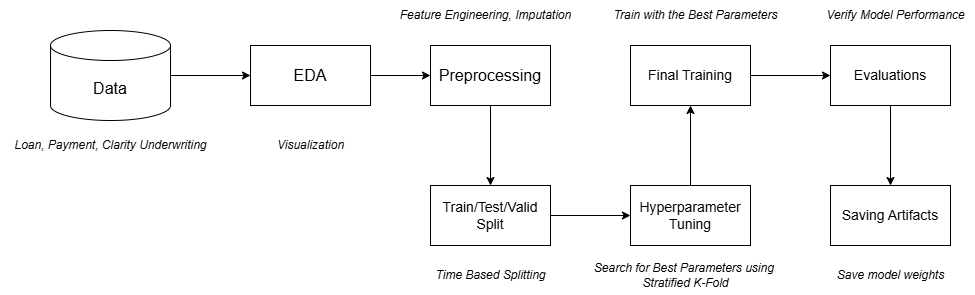 Feature Engineering, Imputation
Train with the Best Parameters
Verify Model Performance
Data
EDA
Preprocessing
Final Training
Evaluations
Loan, Payment, Clarity Underwriting
Visualization
Train/Test/Valid
Split
Hyperparameter
Tuning
Saving Artifacts
Time Based Splitting
Search for Best Parameters using
Stratified K-Fold
Save model weights